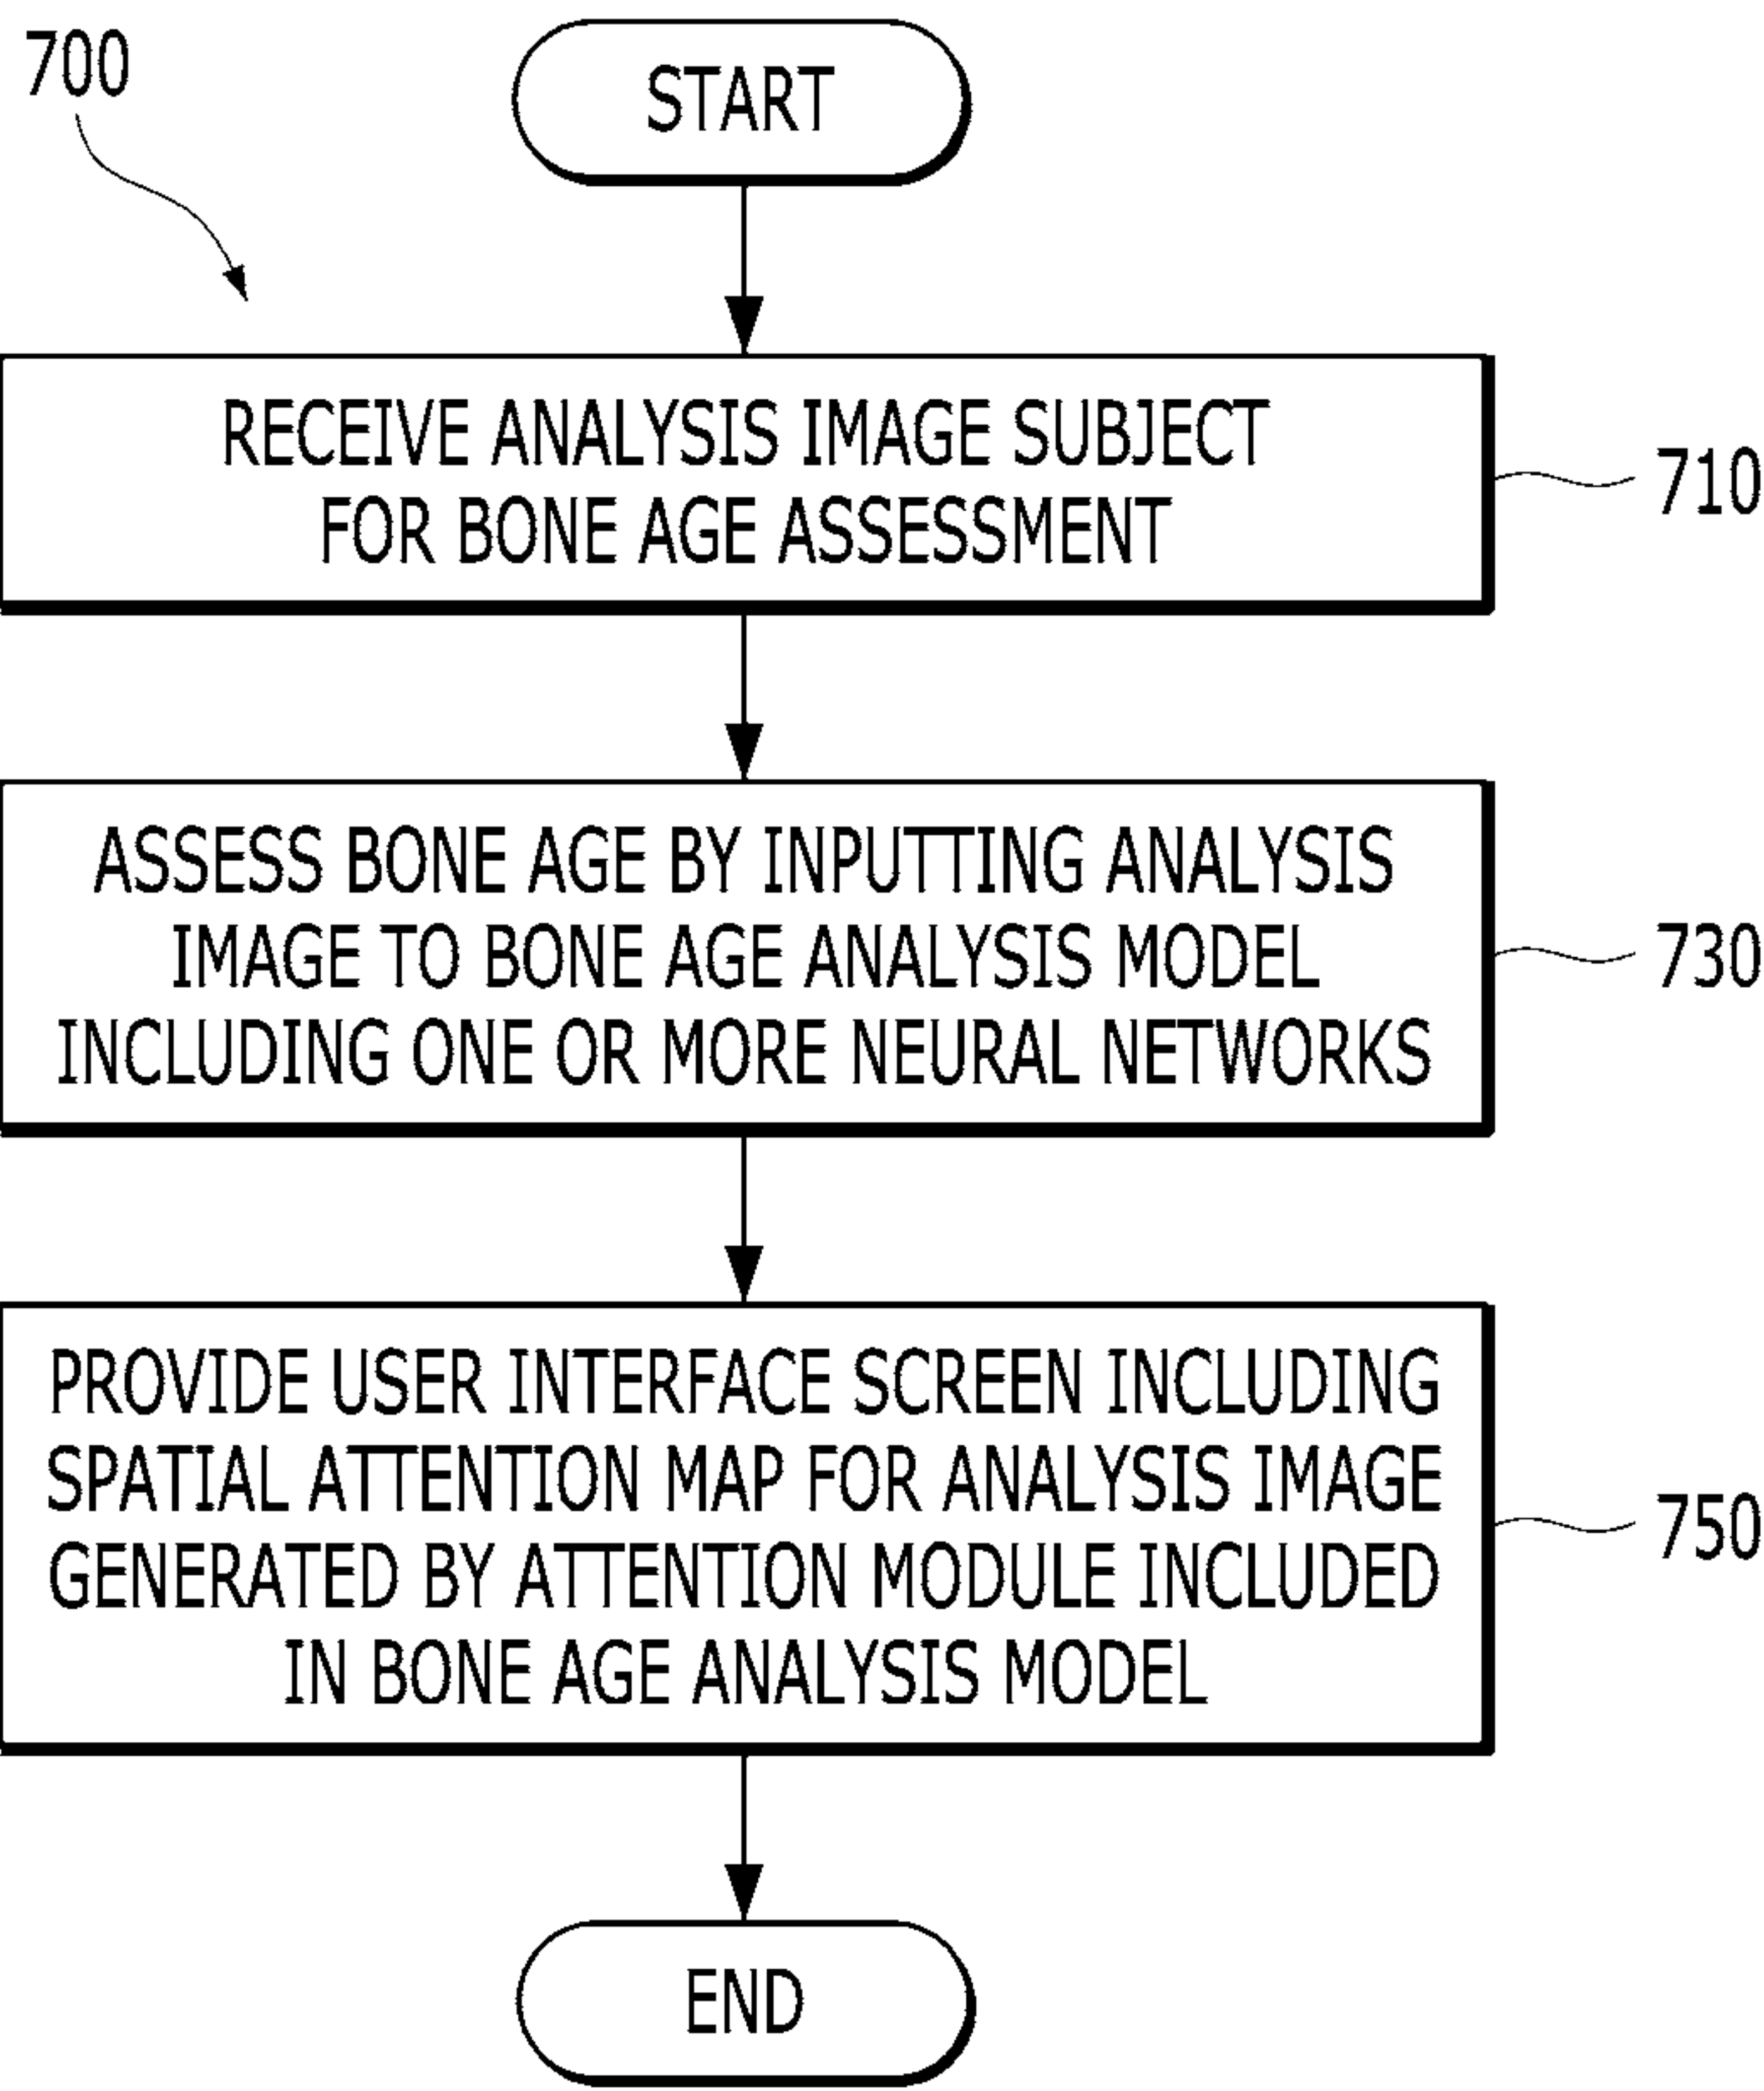 700
START
RECEIVE ANALYSIS IMAGE SUBJECT
FOR BONE AGE ASSESSMENT
710
ASSESS BONE AGE BY INPUTTING ANALYSIS
IMAGE TO BONE AGE ANALYSIS MODEL
INCLUDING ONE OR MORE NEURAL NETWORKS
730
PROVIDE USER INTERFACE SCREEN INCLUDING
SPATIAL ATTENTION MAP FOR ANALYSIS IMAGE
GENERATED BY ATTENTION MODULE INCLUDED
IN BONE AGE ANALYSIS MODEL
750
END